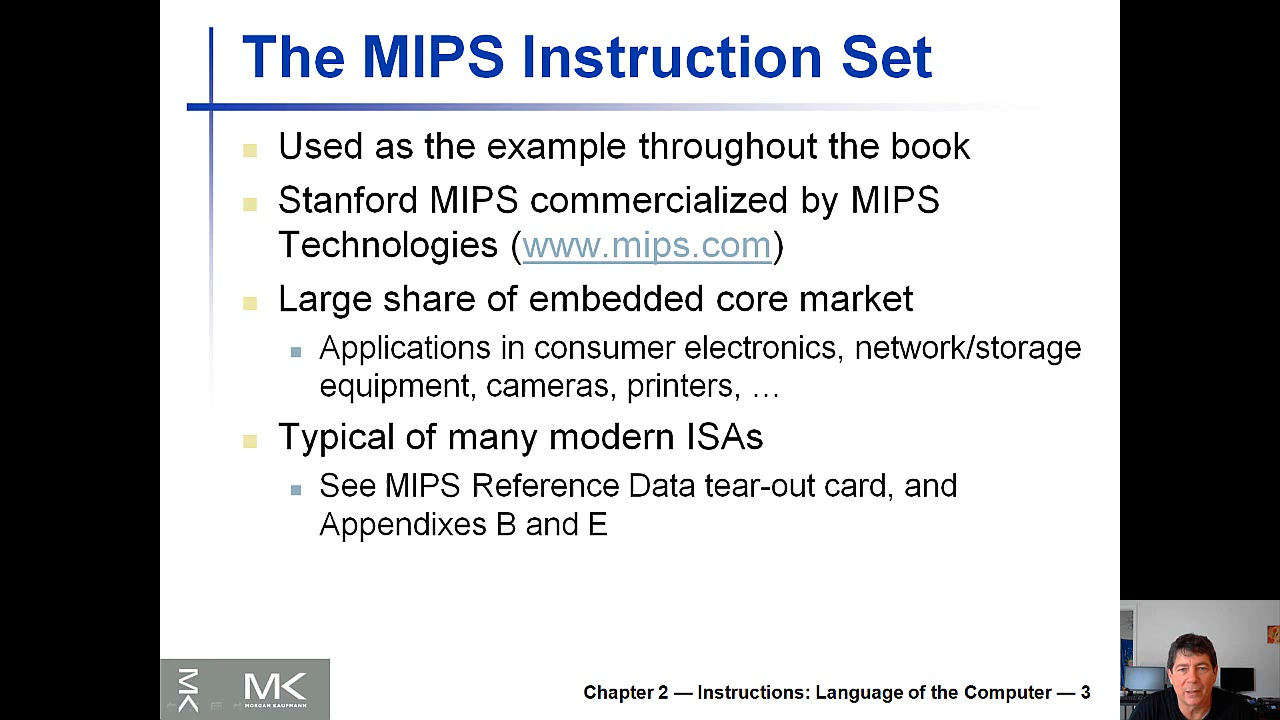 The MIPS Instruction Set
Used as the example throughout the book
Stanford MIPS commercialized by MIPS
Technologies (www.mips.com)
Large share of embedded core market
Applications in consumer electronics, network/storage
equipment, cameras, printers, …
Typical of many modern ISAs
See MIPS Reference Data tear-out card, and
Appendixes B and E
MK
MK
MORGAN KAUFMANN
Chapter 2 — Instructions: Language of the Computer — 3